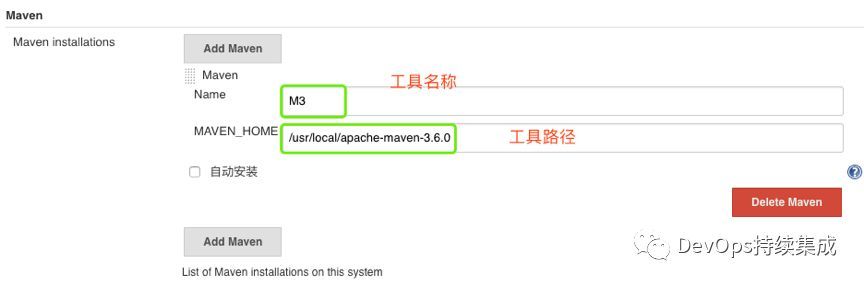 Maven
Maven installations
Add Maven
Maven
工具名称
Name
M3
MAVEN_HOME
/usr/local/apache-maven-3.6.0
工具路径
自动安装
?
Delete Maven
Add Maven
DevOps持续集成
List of Maven installations on this system